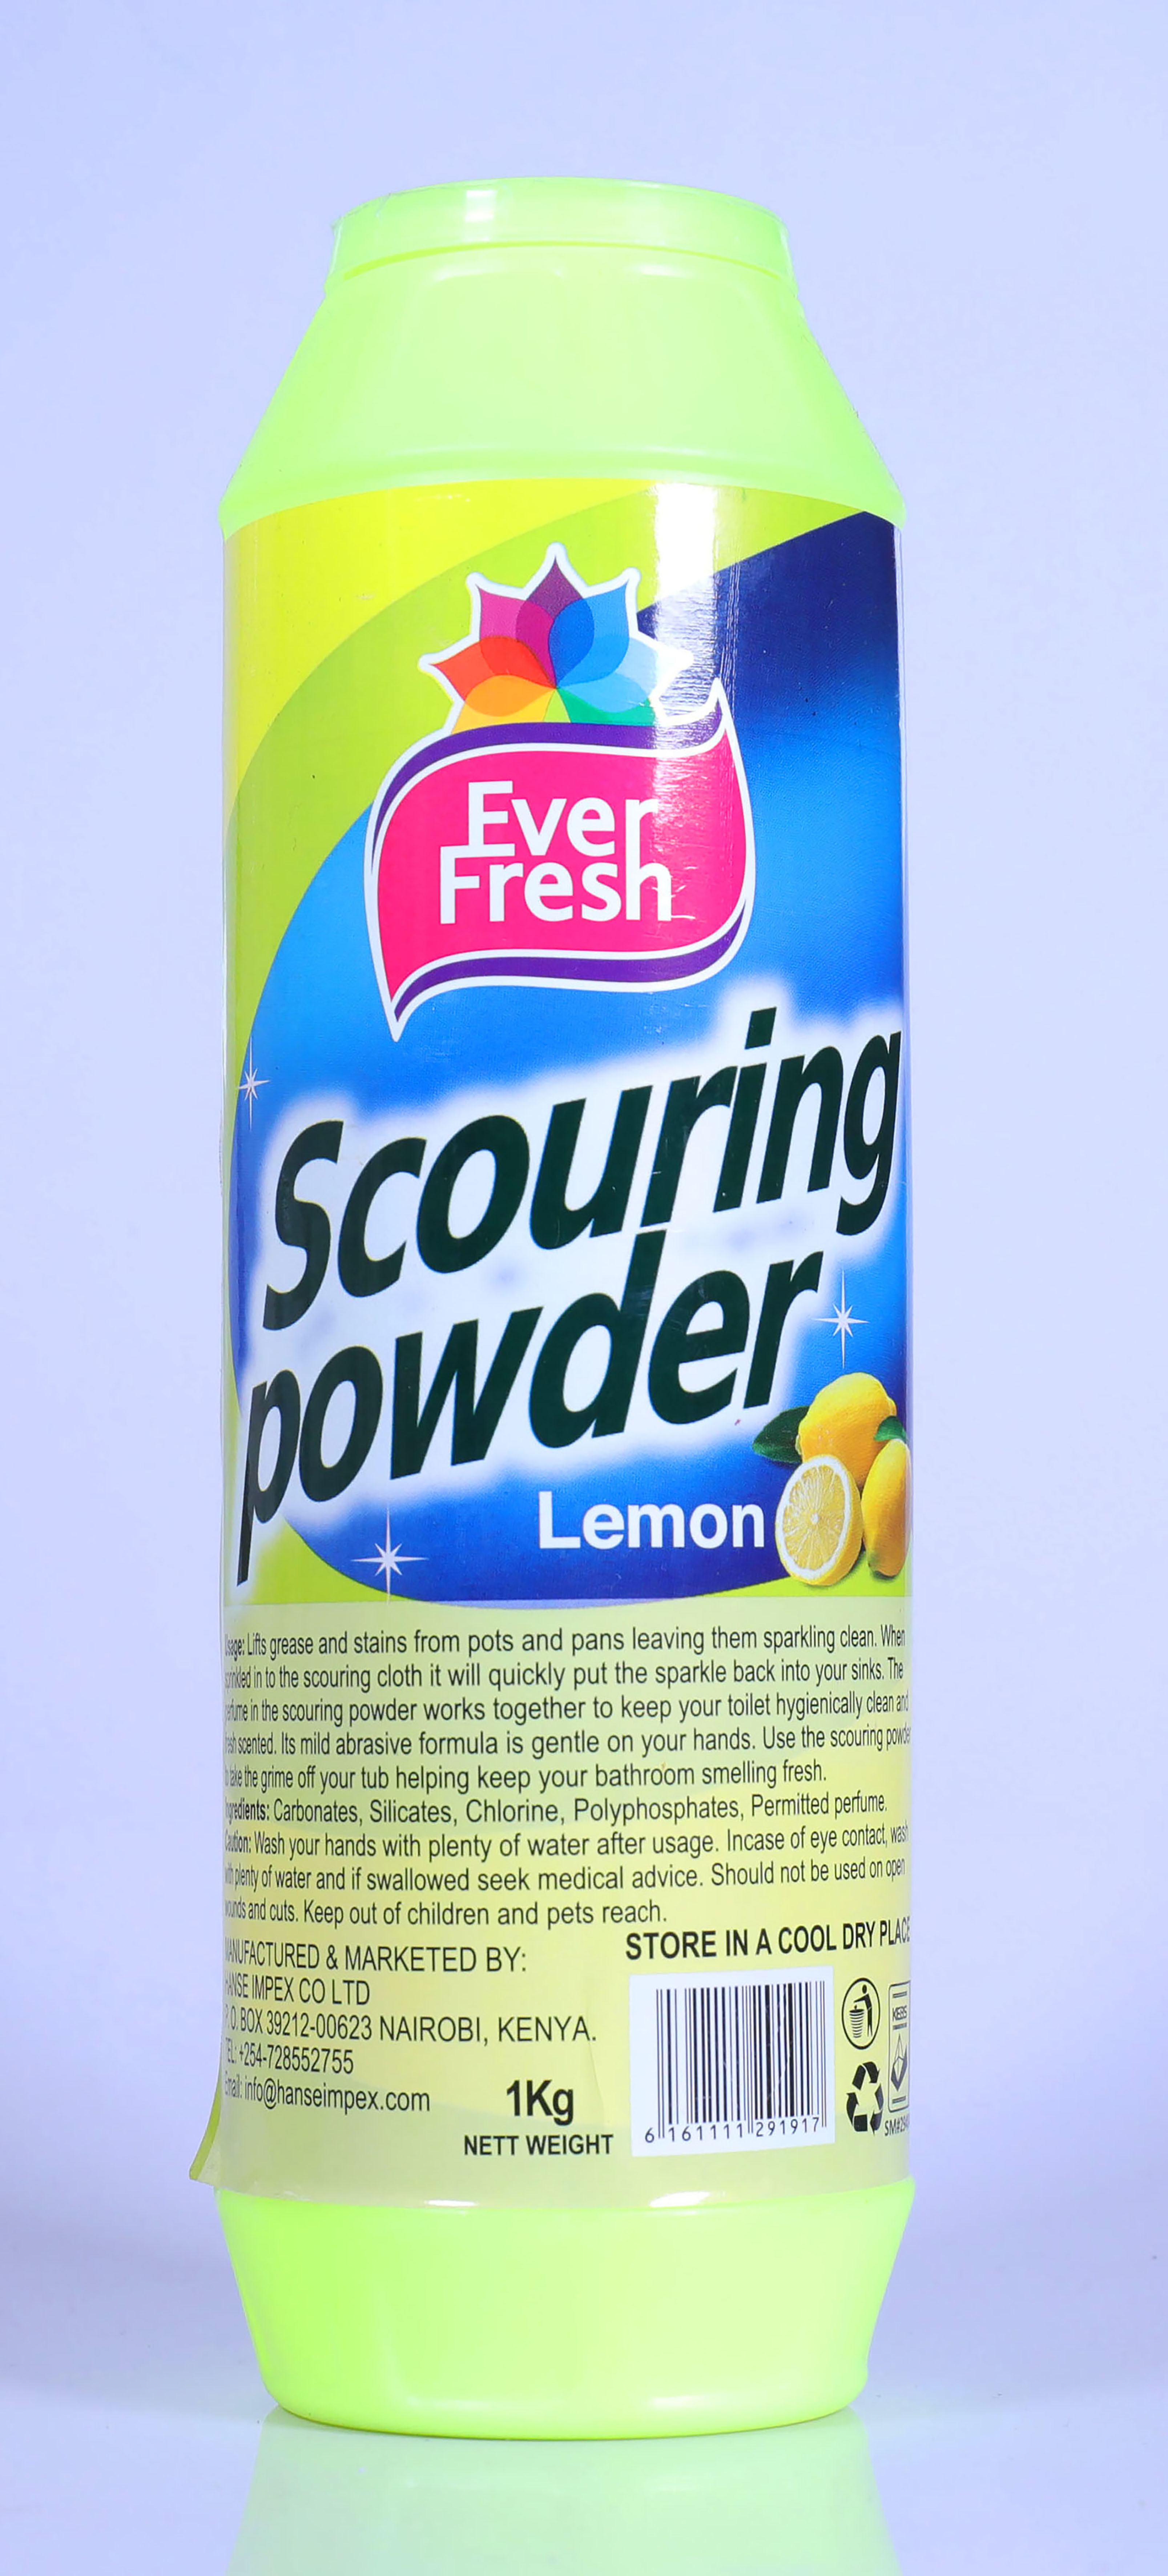 Ever
Fresh
Scouring
powder
Lemon
Usage: Lifts grease and stains from pots and pans leaving them sparkling clean. When
sprinkled in to the scouring cloth it will quickly put the sparkle back into your sinks. The
perfume in the scouring powder works together to keep your toilet hygienically clean and
fresh scented. Its mild abrasive formula is gentle on your hands. Use the scouring powder
to take the grime off your tub helping keep your bathroom smelling fresh.
Ingredients: Carbonates, Silicates, Chlorine, Polyphosphates, Permitted perfume.
Caution: Wash your hands with plenty of water after usage. Incase of eye contact, wash
with plenty of water and if swallowed seek medical advice. Should not be used on open
wounds and cuts. Keep out of children and pets reach.
STORE IN A COOL DRY PLACE
MANUFACTURED & MARKETED BY:
HANSE IMPEX CO LTD
P.O. BOX 39212-00623 NAIROBI, KENYA.
TEL: +254-728552755
Email: info@hanseimpex.com
1Kg
NETT WEIGHT
6 161111 291917
KEBS